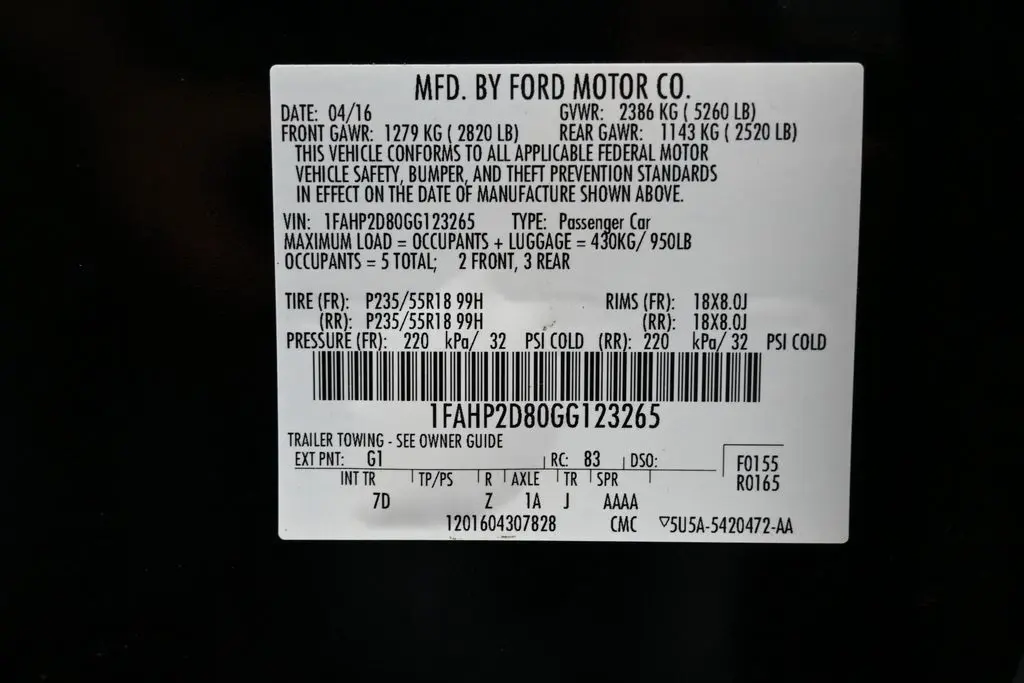 MFD. BY FORD MOTOR CO.
DATE: 04/16 GVWR: 2386 KG ( 5260 LB)
FRONT GAWR: 1279 KG ( 2820 LB) REAR GAWR: 1143 KG ( 2520 LB)
THIS VEHICLE CONFORMS TO ALL APPLICABLE FEDERAL MOTOR
VEHICLE SAFETY, BUMPER, AND THEFT PREVENTION STANDARDS
IN EFFECT ON THE DATE OF MANUFACTURE SHOWN ABOVE.
VIN: 1FAHP2D80GG123265 TYPE: Passenger Car
MAXIMUM LOAD = OCCUPANTS + LUGGAGE = 430KG/ 950LB
OCCUPANTS = 5 TOTAL; 2 FRONT, 3 REAR
TIRE (FR): P235/55R18 99H RIMS (FR): 18X8.0J
(RR): P235/55R18 99H (RR): 18X8.0J
PRESSURE (FR): 220 kPa/ 32 PSI COLD (RR): 220 kPa/ 32 PSI COLD
1FAHP2D80GG123265
TRAILER TOWING - SEE OWNER GUIDE
EXT PNT: G1 RC: 83 DSO: F0155
INT TR TP/PS R AXLE TR SPR R0165
7D Z 1A J AAAA
1201604307828 CMC ▽5U5A-5420472-AA